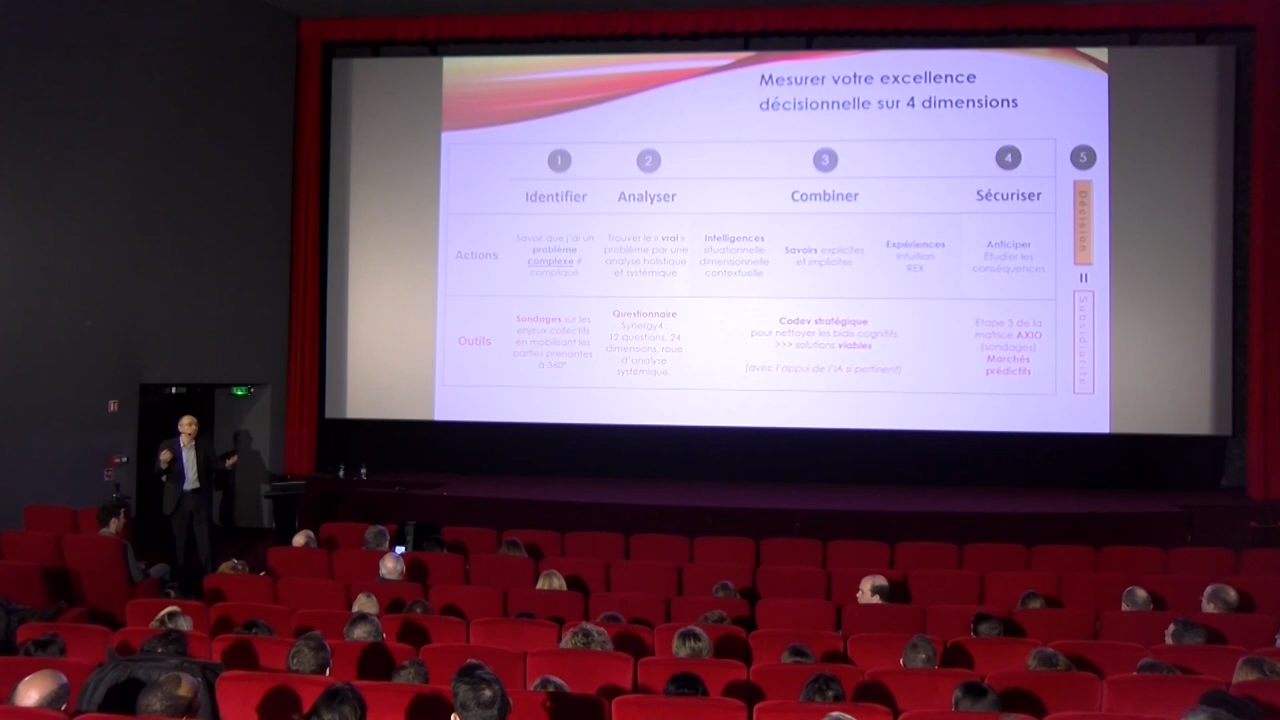 Mesurer votre excellence
décisionnelle sur 4 dimensions
1
2
3
4
5
Identifier
Analyser
Combiner
Sécuriser
Actions
Savoir que j'ai un
problème
complexe ≠
compliqué
Trouver le « vrai »
problème par une
analyse holistique
et systémique
Intelligences
situationnelle
dimensionnelle
contextuelle
Savoirs explicites
et implicites
Expériences
Intuition
REX
Anticiper
Étudier les
conséquences
Décision
=
Subsidiarité
Outils
Sondages sur les
enjeux collectifs
en mobilisant les
parties prenantes
à 360°
Questionnaire
Synergy4 :
12 questions, 24
dimensions, roue
d'analyse
systémique
Codev stratégique
pour nettoyer les biais cognitifs
>>> solutions viables
(avec l'appui de l'IA si pertinent)
Etape 3 de la
matrice AXIO
(sondages)
Marchés
prédictifs